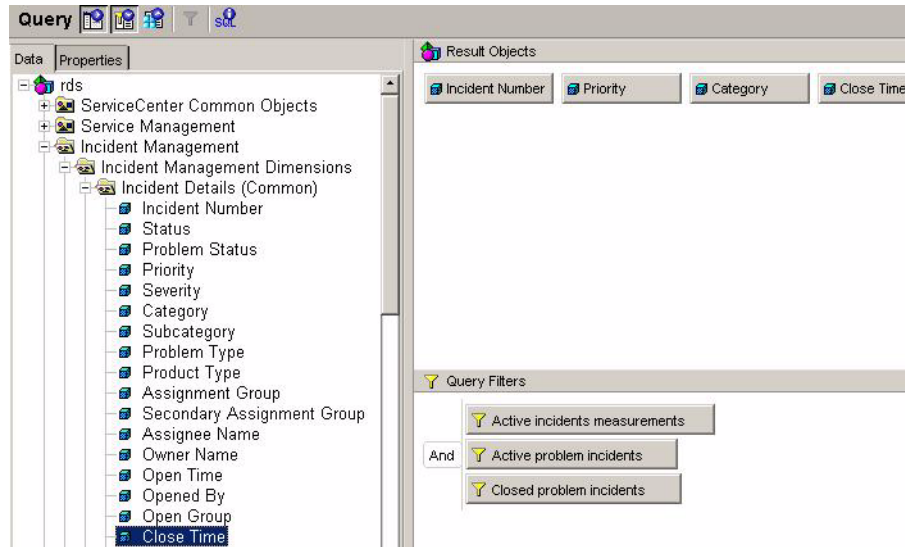 Query SQL
Data Properties
rds
ServiceCenter Common Objects
Service Management
Incident Management
Incident Management Dimensions
Incident Details (Common)
Incident Number
Status
Problem Status
Priority
Severity
Category
Subcategory
Problem Type
Product Type
Assignment Group
Secondary Assignment Group
Assignee Name
Owner Name
Open Time
Opened By
Open Group
Close Time
Result Objects
Incident Number Priority Category Close Time
Query Filters
Active incidents measurements
And Active problem incidents
Closed problem incidents